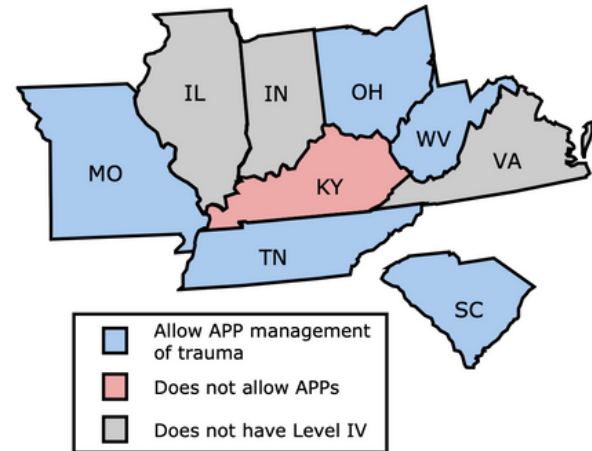 IL
IN
OH
WV
MO
KY
VA
TN
SC
Allow APP management
of trauma
Does not allow APPs
Does not have Level IV